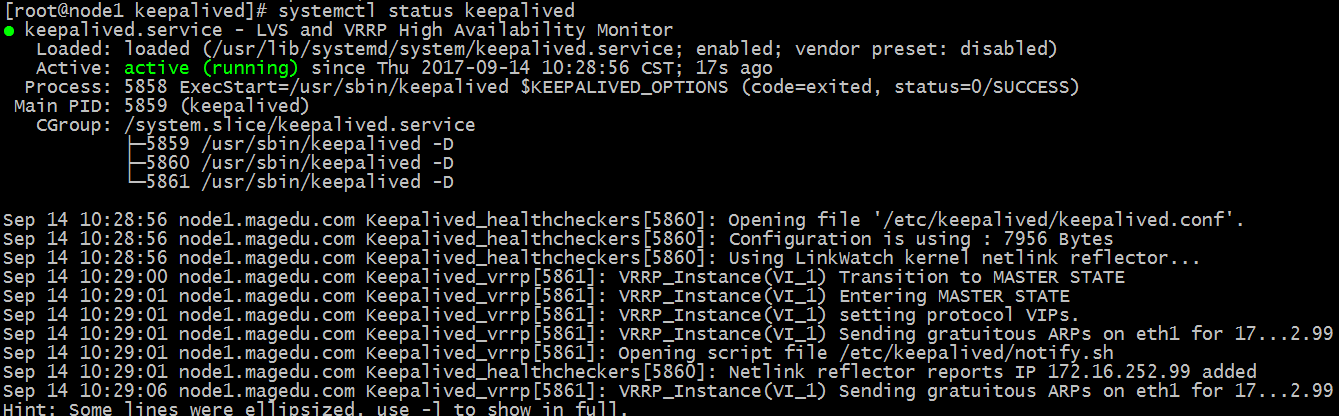 [root@node1 keepalived]# systemctl status keepalived
● keepalived.service - LVS and VRRP High Availability Monitor
   Loaded: loaded (/usr/lib/systemd/system/keepalived.service; enabled; vendor preset: disabled)
   Active: active (running) since Thu 2017-09-14 10:28:56 CST; 17s ago
  Process: 5858 ExecStart=/usr/sbin/keepalived $KEEPALIVED_OPTIONS (code=exited, status=0/SUCCESS)
 Main PID: 5859 (keepalived)
   CGroup: /system.slice/keepalived.service
           ├─5859 /usr/sbin/keepalived -D
           ├─5860 /usr/sbin/keepalived -D
           └─5861 /usr/sbin/keepalived -D
Sep 14 10:28:56 node1.magedu.com Keepalived_healthcheckers[5860]: Opening file '/etc/keepalived/keepalived.conf'.
Sep 14 10:28:56 node1.magedu.com Keepalived_healthcheckers[5860]: Configuration is using : 7956 Bytes
Sep 14 10:28:56 node1.magedu.com Keepalived_healthcheckers[5860]: Using LinkWatch kernel netlink reflector...
Sep 14 10:29:00 node1.magedu.com Keepalived_vrrp[5861]: VRRP_Instance(VI_1) Transition to MASTER STATE
Sep 14 10:29:01 node1.magedu.com Keepalived_vrrp[5861]: VRRP_Instance(VI_1) Entering MASTER STATE
Sep 14 10:29:01 node1.magedu.com Keepalived_vrrp[5861]: VRRP_Instance(VI_1) setting protocol VIPs.
Sep 14 10:29:01 node1.magedu.com Keepalived_vrrp[5861]: VRRP_Instance(VI_1) Sending gratuitous ARPs on eth1 for 17...2.99
Sep 14 10:29:01 node1.magedu.com Keepalived_vrrp[5861]: Opening script file /etc/keepalived/notify.sh
Sep 14 10:29:01 node1.magedu.com Keepalived_healthcheckers[5860]: Netlink reflector reports IP 172.16.252.99 added
Sep 14 10:29:06 node1.magedu.com Keepalived_vrrp[5861]: VRRP_Instance(VI_1) Sending gratuitous ARPs on eth1 for 17...2.99
Hint: Some lines were ellipsized, use -l to show in full.